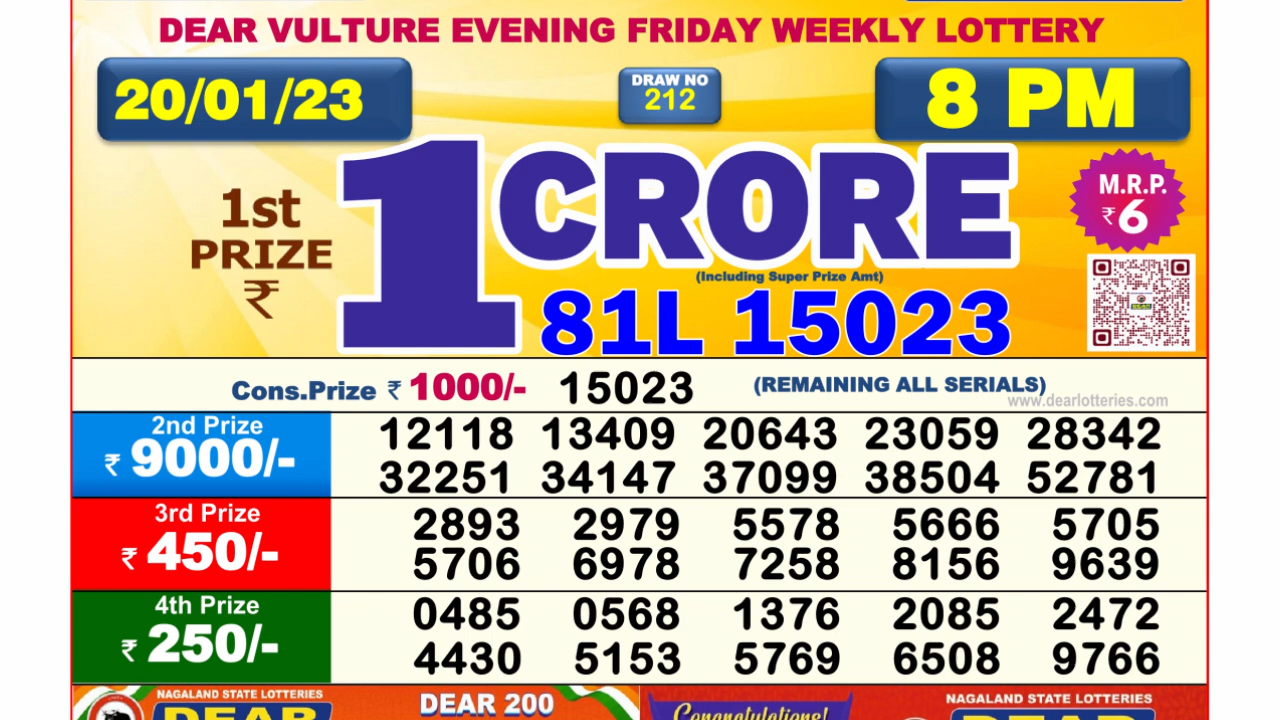 DEAR VULTURE EVENING FRIDAY WEEKLY LOTTERY
20/01/23
DRAW NO
212
8 PM
1st
PRIZE
₹
1 CRORE
(Including Super Prize Amt)
81L 15023
M.R.P.
₹ 6
Cons.Prize ₹ 1000/- 15023 (REMAINING ALL SERIALS)
www.dearlotteries.com
2nd Prize
₹ 9000/-
12118 13409 20643 23059 28342
32251 34147 37099 38504 52781
3rd Prize
₹ 450/-
2893 2979 5578 5666 5705
5706 6978 7258 8156 9639
4th Prize
₹ 250/-
0485 0568 1376 2085 2472
4430 5153 5769 6508 9766
NAGALAND STATE LOTTERIES
DEAR
DEAR 200
Congratulations!
NAGALAND STATE LOTTERIES
DEAR